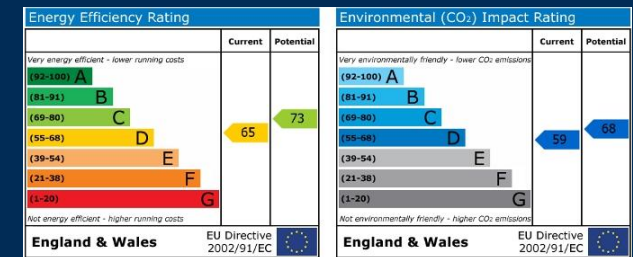 Energy Efficiency Rating
Current Potential
Very energy efficient - lower running costs
(92-100) A
(81-91) B
(69-80) C
73
(55-68) D
65
(39-54) E
(21-38) F
(1-20) G
Not energy efficient - higher running costs
England & Wales
EU Directive
2002/91/EC
Environmental (CO₂) Impact Rating
Current Potential
Very environmentally friendly - lower CO₂ emissions
(92-100) A
(81-91) B
(69-80) C
(55-68) D
59
68
(39-54) E
(21-38) F
(1-20) G
Not environmentally friendly - higher CO₂ emissions
England & Wales
EU Directive
2002/91/EC